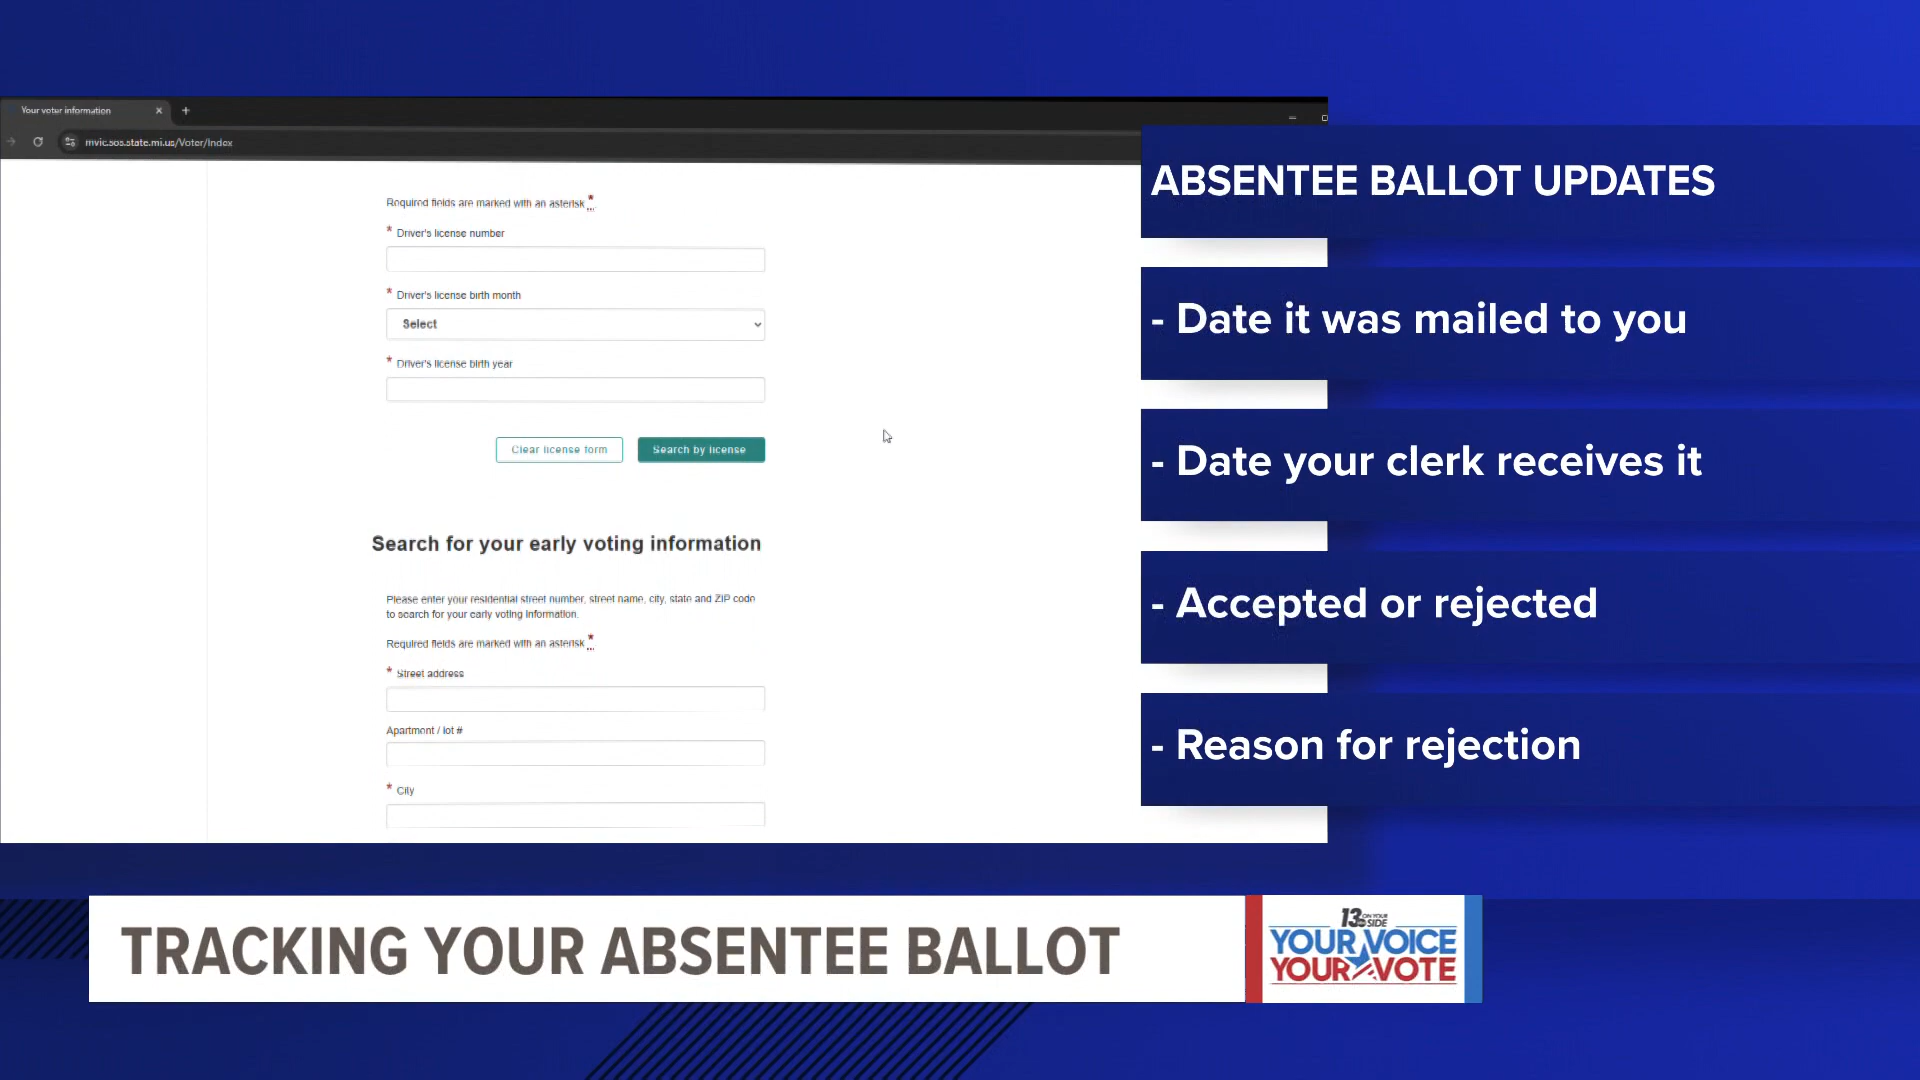 Your voter information
mvic.sos.state.mi.us/Voter/Index
Required fields are marked with an asterisk *
* Driver's license number
* Driver's license birth month
Select
* Driver's license birth year
Clear license form
Search by license
Search for your early voting information
Please enter your residential street number, street name, city, state and ZIP code
to search for your early voting information.
Required fields are marked with an asterisk *
* Street address
Apartment / lot #
* City
ABSENTEE BALLOT UPDATES
- Date it was mailed to you
- Date your clerk receives it
- Accepted or rejected
- Reason for rejection
TRACKING YOUR ABSENTEE BALLOT
13 ON YOUR SIDE
YOUR VOICE
YOUR VOTE